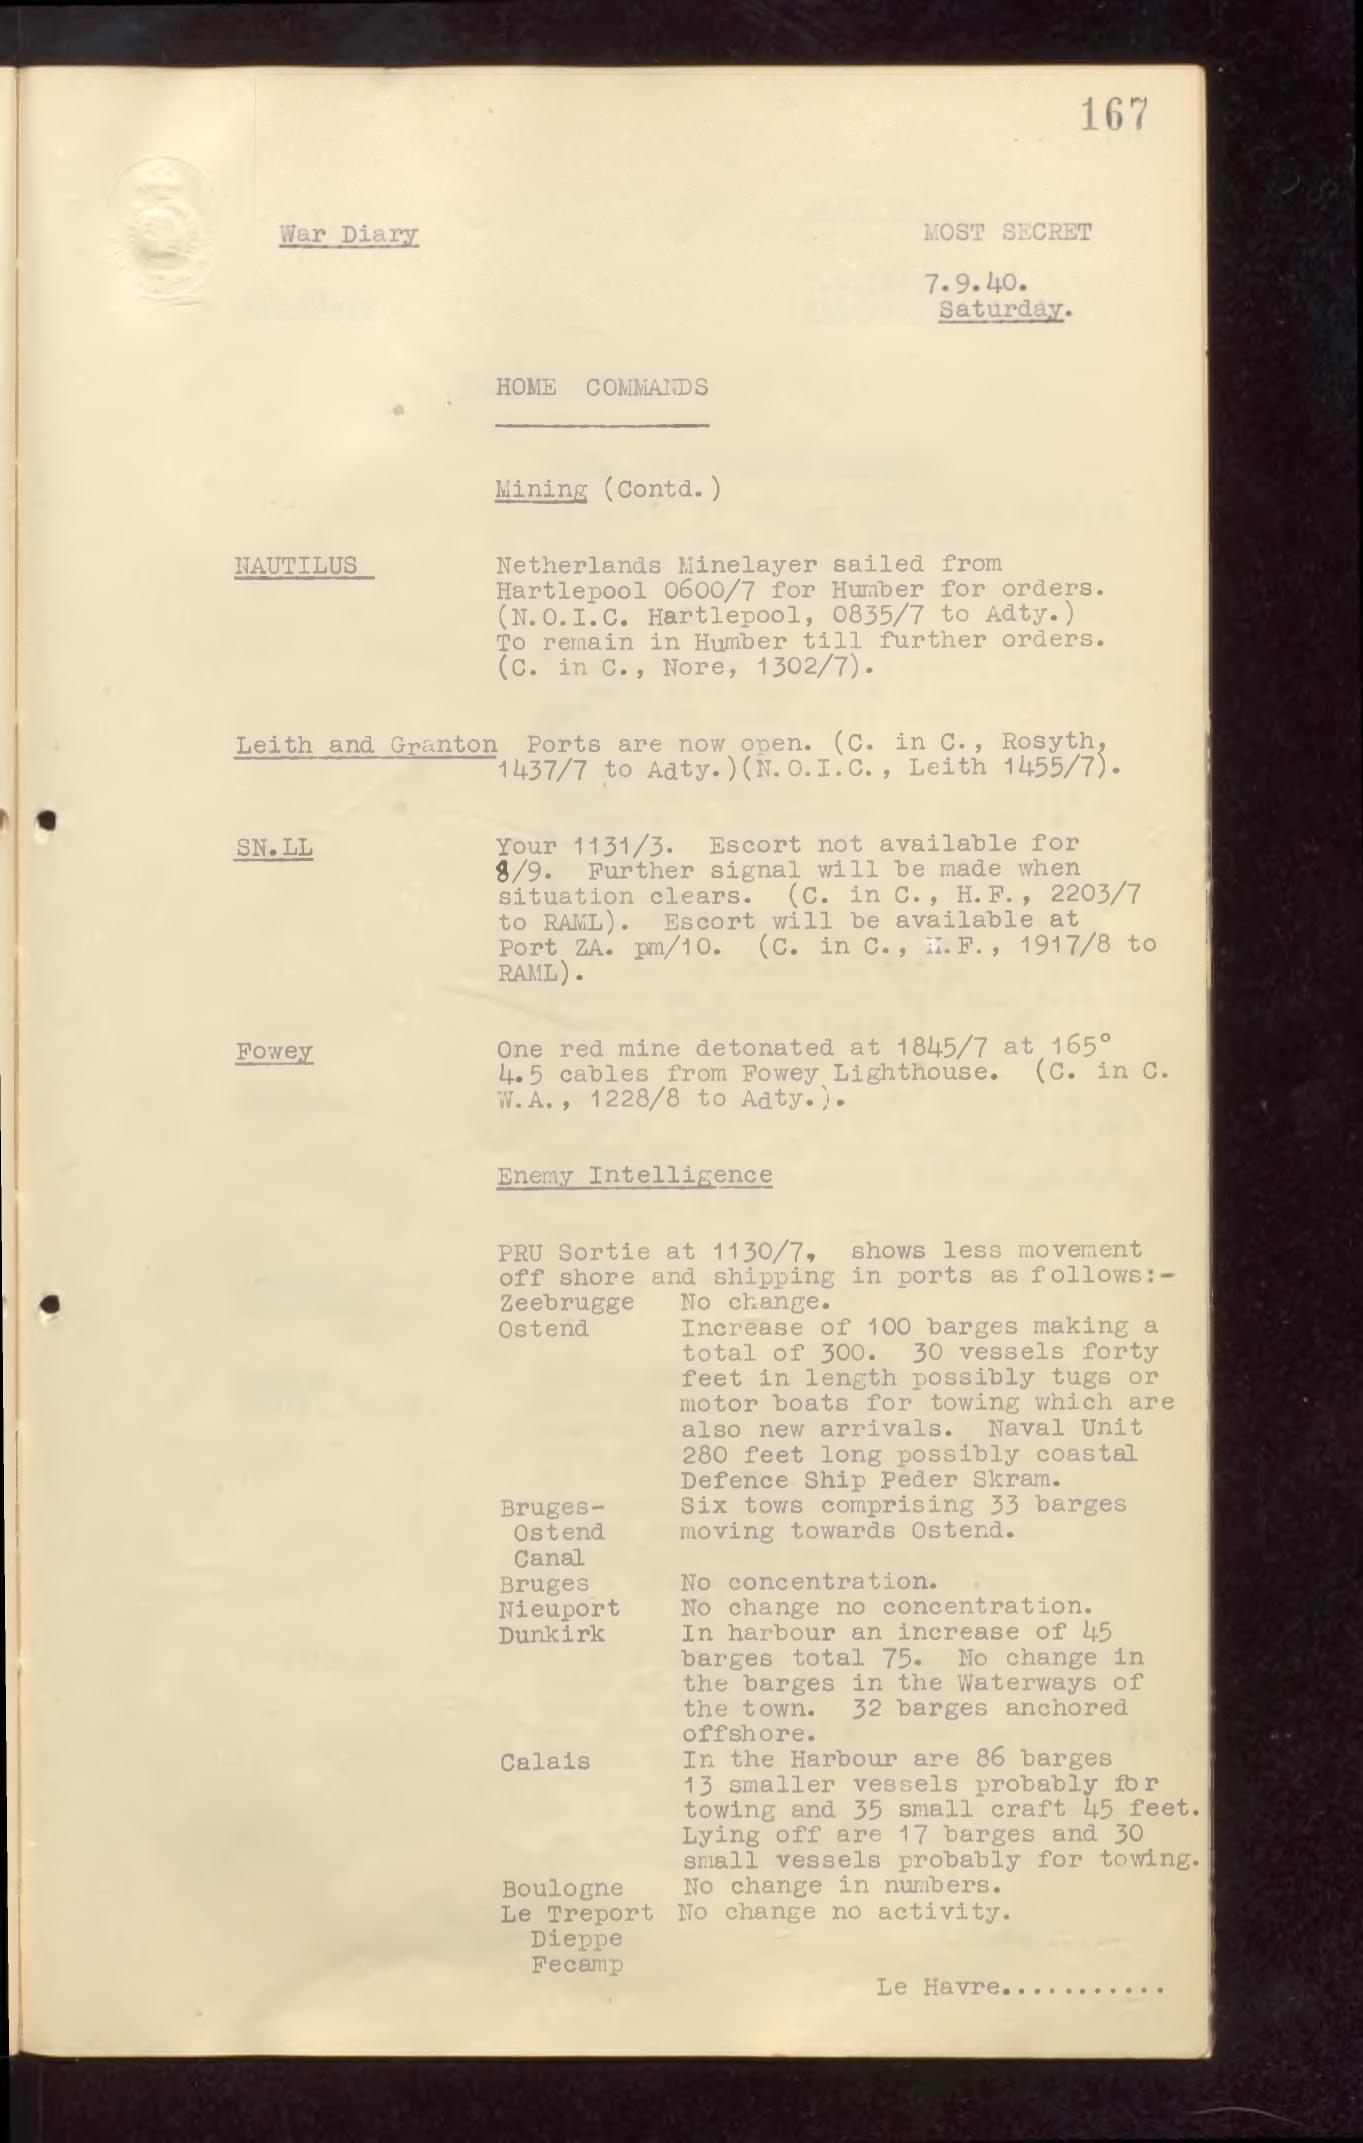 167
War Diary MOST SECRET
7.9.40.
Saturday.
HOME COMMANDS
Mining (Contd.)
NAUTILUS Netherlands Minelayer sailed from
Hartlepool 0600/7 for Humber for orders.
(N.O.I.C. Hartlepool, 0835/7 to Adty.)
To remain in Humber till further orders.
(C. in C., Nore, 1302/7).
Leith and Granton Ports are now open. (C. in C., Rosyth,
1437/7 to Adty.)(N.O.I.C., Leith 1455/7).
SN.LL Your 1131/3. Escort not available for
8/9. Further signal will be made when
situation clears. (C. in C., H.F., 2203/7
to RAML). Escort will be available at
Port ZA. pm/10. (C. in C., H.F., 1917/8 to
RAML).
Fowey One red mine detonated at 1845/7 at 165°
4.5 cables from Fowey Lighthouse. (C. in C.
W.A., 1228/8 to Adty.).
Enemy Intelligence
PRU Sortie at 1130/7, shows less movement
off shore and shipping in ports as follows:-
Zeebrugge No change.
Ostend Increase of 100 barges making a
total of 300. 30 vessels forty
feet in length possibly tugs or
motor boats for towing which are
also new arrivals. Naval Unit
280 feet long possibly coastal
Defence Ship Peder Skram.
Bruges- Six tows comprising 33 barges
Ostend moving towards Ostend.
Canal
Bruges No concentration.
Nieuport No change no concentration.
Dunkirk In harbour an increase of 45
barges total 75. No change in
the barges in the Waterways of
the town. 32 barges anchored
offshore.
Calais In the Harbour are 86 barges
13 smaller vessels probably for
towing and 35 small craft 45 feet.
Lying off are 17 barges and 30
small vessels probably for towing.
Boulogne No change in numbers.
Le Treport No change no activity.
Dieppe
Fecamp
Le Havre...........